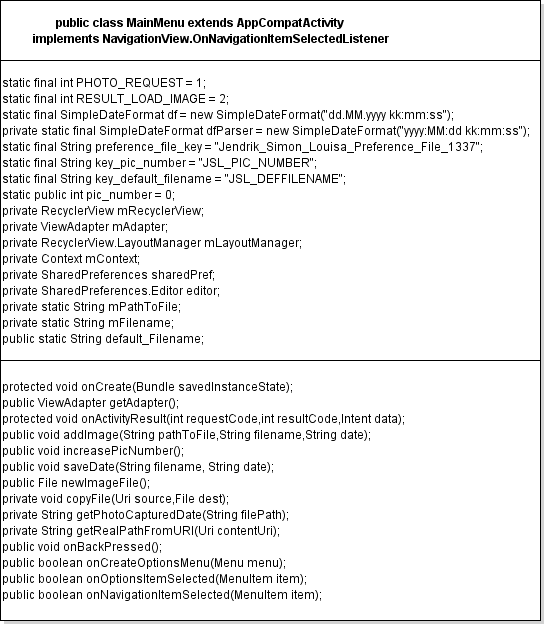 public class MainMenu extends AppCompatActivity
implements NavigationView.OnNavigationItemSelectedListener
static final int PHOTO_REQUEST = 1;
static final int RESULT_LOAD_IMAGE = 2;
static final SimpleDateFormat df = new SimpleDateFormat("dd.MM.yyyy kk:mm:ss");
private static final SimpleDateFormat dfParser = new SimpleDateFormat("yyyy:MM:dd kk:mm:ss");
static final String preference_file_key = "Jendrik_Simon_Louisa_Preference_File_1337";
static final String key_pic_number = "JSL_PIC_NUMBER";
static final String key_default_filename = "JSL_DEFFILENAME";
static public int pic_number = 0;
private RecyclerView mRecyclerView;
private ViewAdapter mAdapter;
private RecyclerView.LayoutManager mLayoutManager;
private Context mContext;
private SharedPreferences sharedPref;
private SharedPreferences.Editor editor;
private static String mPathToFile;
private static String mFilename;
public static String default_Filename;
protected void onCreate(Bundle savedInstanceState);
public ViewAdapter getAdapter();
protected void onActivityResult(int requestCode,int resultCode,Intent data);
public void addImage(String pathToFile,String filename,String date);
public void increasePicNumber();
public void saveDate(String filename, String date);
public File newImageFile();
private void copyFile(Uri source,File dest);
private String getPhotoCapturedDate(String filePath);
private String getRealPathFromURI(Uri contentUri);
public void onBackPressed();
public boolean onCreateOptionsMenu(Menu menu);
public boolean onOptionsItemSelected(MenuItem item);
public boolean onNavigationItemSelected(MenuItem item);